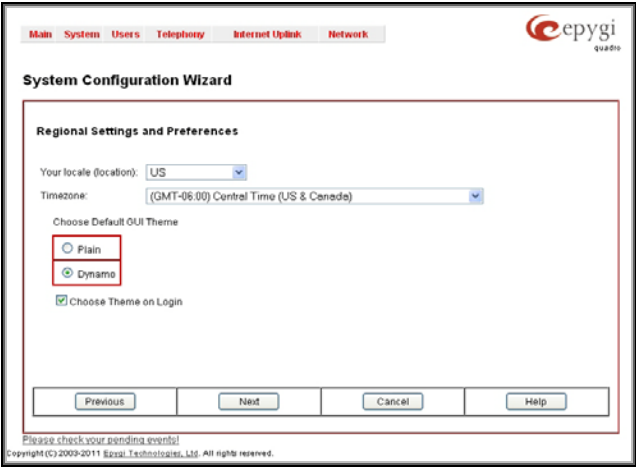 Main System Users Telephony Internet Uplink Network
epygi
quadro
System Configuration Wizard
Regional Settings and Preferences
Your locale (location): US
Timezone: (GMT-06:00) Central Time (US & Canada)
Choose Default GUI Theme
Plain
Dynamo
Choose Theme on Login
Previous Next Cancel Help
Please check your pending events!
Copyright (C) 2003-2011 Epygi Technologies, Ltd. All rights reserved.